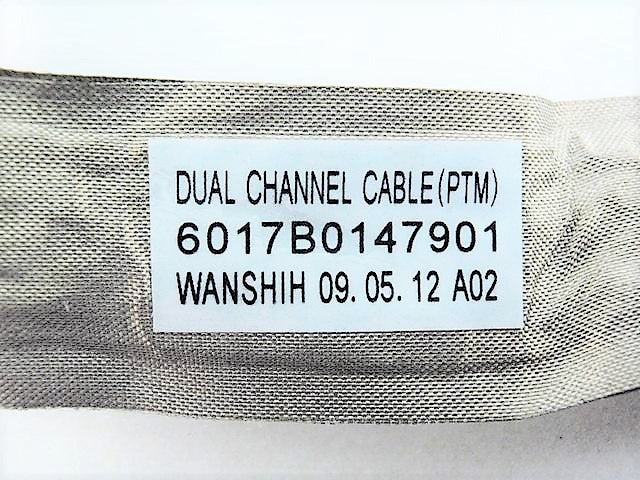 DUAL CHANNEL CABLE(PTM)
6017B0147901
WANSHIH 09.05.12 A02